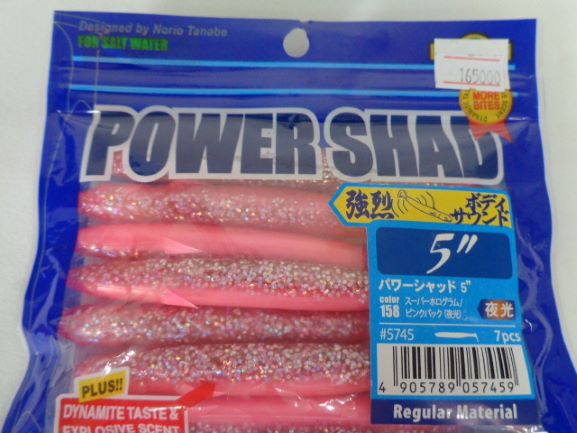 Designed by Norio Tanabe
FOR SALT WATER
165000
MORE
BITES
POWER SHAD
強烈
ボディ
サウンド
5"
パワーシャッド 5"
color
158
スーパーホログラム/
ピンクバック(夜光)
夜光
#5745
7pcs
4 905789 057459
Regular Material
PLUS!!
DYNAMITE TASTE &
EXPLOSIVE SCENT